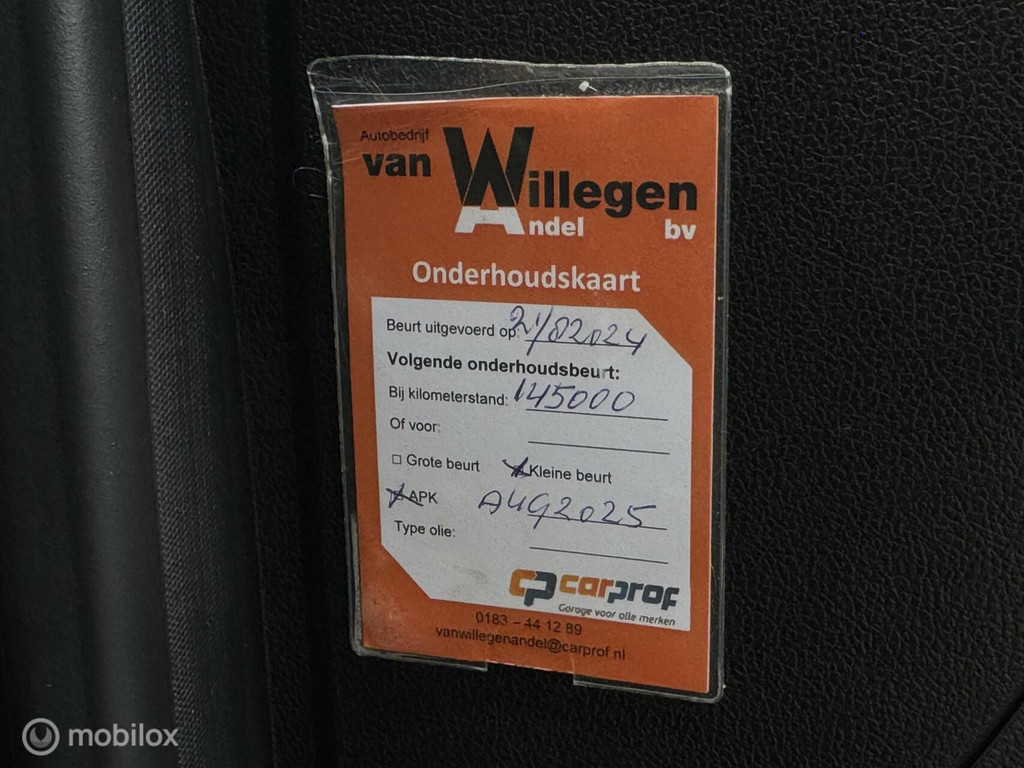 Autobedrijf
van Willegen
Andel bv
Onderhoudskaart
Beurt uitgevoerd op: 21/02024
Volgende onderhoudsbeurt:
Bij kilometerstand: 145000
Of voor:
□ Grote beurt Kleine beurt
APK AUG2025
Type olie:
CP carprof
Garage voor alle merken
0183 – 44 12 89
vanwillegenandel@carprof.nl
mobilox